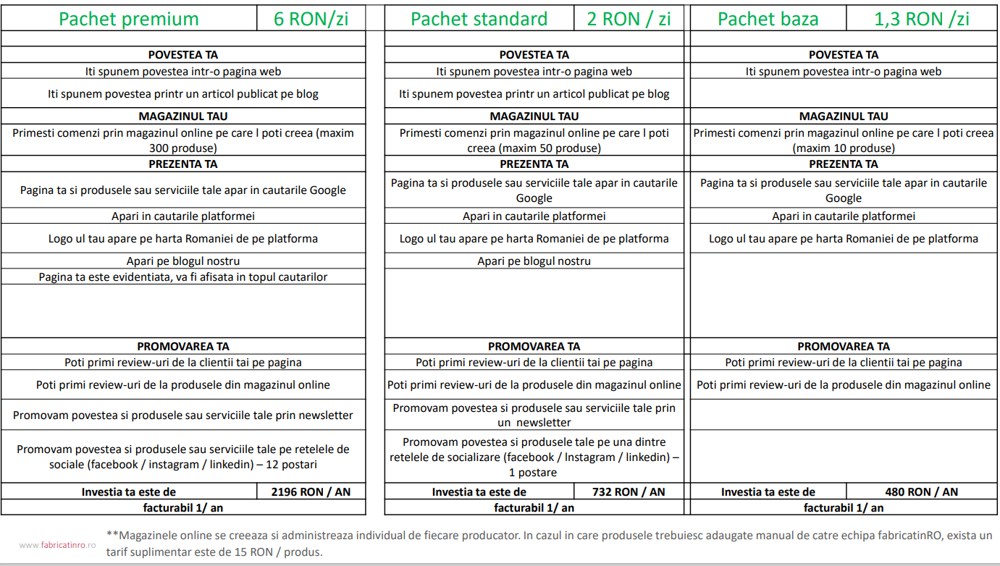 Pachet premium 6 RON/zi
POVESTEA TA
Iti spunem povestea intr-o pagina web
Iti spunem povestea printr un articol publicat pe blog
MAGAZINUL TAU
Primesti comenzi prin magazinul online pe care l poti creea (maxim
300 produse)
PREZENTA TA
Pagina ta si produsele sau serviciile tale apar in cautarile Google
Apari in cautarile platformei
Logo ul tau apare pe harta Romaniei de pe platforma
Apari pe blogul nostru
Pagina ta este evidentiata, va fi afisata in topul cautarilor
PROMOVAREA TA
Poti primi review-uri de la clientii tai pe pagina
Poti primi review-uri de la produsele din magazinul online
Promovam povestea si produsele sau serviciile tale prin newsletter
Promovam povestea si produsele sau serviciile tale pe retelele de
sociale (facebook / instagram / linkedin) – 12 postari
Investia ta este de 2196 RON / AN
facturabil 1/ an
Pachet standard 2 RON / zi
POVESTEA TA
Iti spunem povestea intr-o pagina web
Iti spunem povestea printr un articol publicat pe blog
MAGAZINUL TAU
Primesti comenzi prin magazinul online pe care l poti
creea (maxim 50 produse)
PREZENTA TA
Pagina ta si produsele sau serviciile tale apar in cautarile
Google
Apari in cautarile platformei
Logo ul tau apare pe harta Romaniei de pe platforma
Apari pe blogul nostru
PROMOVAREA TA
Poti primi review-uri de la clientii tai pe pagina
Poti primi review-uri de la produsele din magazinul online
Promovam povestea si produsele sau serviciile tale prin
un newsletter
Promovam povestea si produsele tale pe una dintre
retelele de socializare (facebook / Instagram / linkedin) –
1 postare
Investia ta este de 732 RON / AN
facturabil 1/ an
Pachet baza 1,3 RON /zi
POVESTEA TA
Iti spunem povestea intr-o pagina web
MAGAZINUL TAU
Primesti comenzi prin magazinul online pe care l poti creea
(maxim 10 produse)
PREZENTA TA
Pagina ta si produsele sau serviciile tale apar in cautarile
Google
Apari in cautarile platformei
Logo ul tau apare pe harta Romaniei de pe platforma
PROMOVAREA TA
Poti primi review-uri de la clientii tai pe pagina
Poti primi review-uri de la produsele din magazinul online
Investia ta este de 480 RON / AN
facturabil 1/ an
www.fabricatinro.ro
**Magazinele online se creeaza si administreaza individual de fiecare producator. In cazul in care produsele trebuiesc adaugate manual de catre echipa fabricatinRO, exista un
tarif suplimentar este de 15 RON / produs.